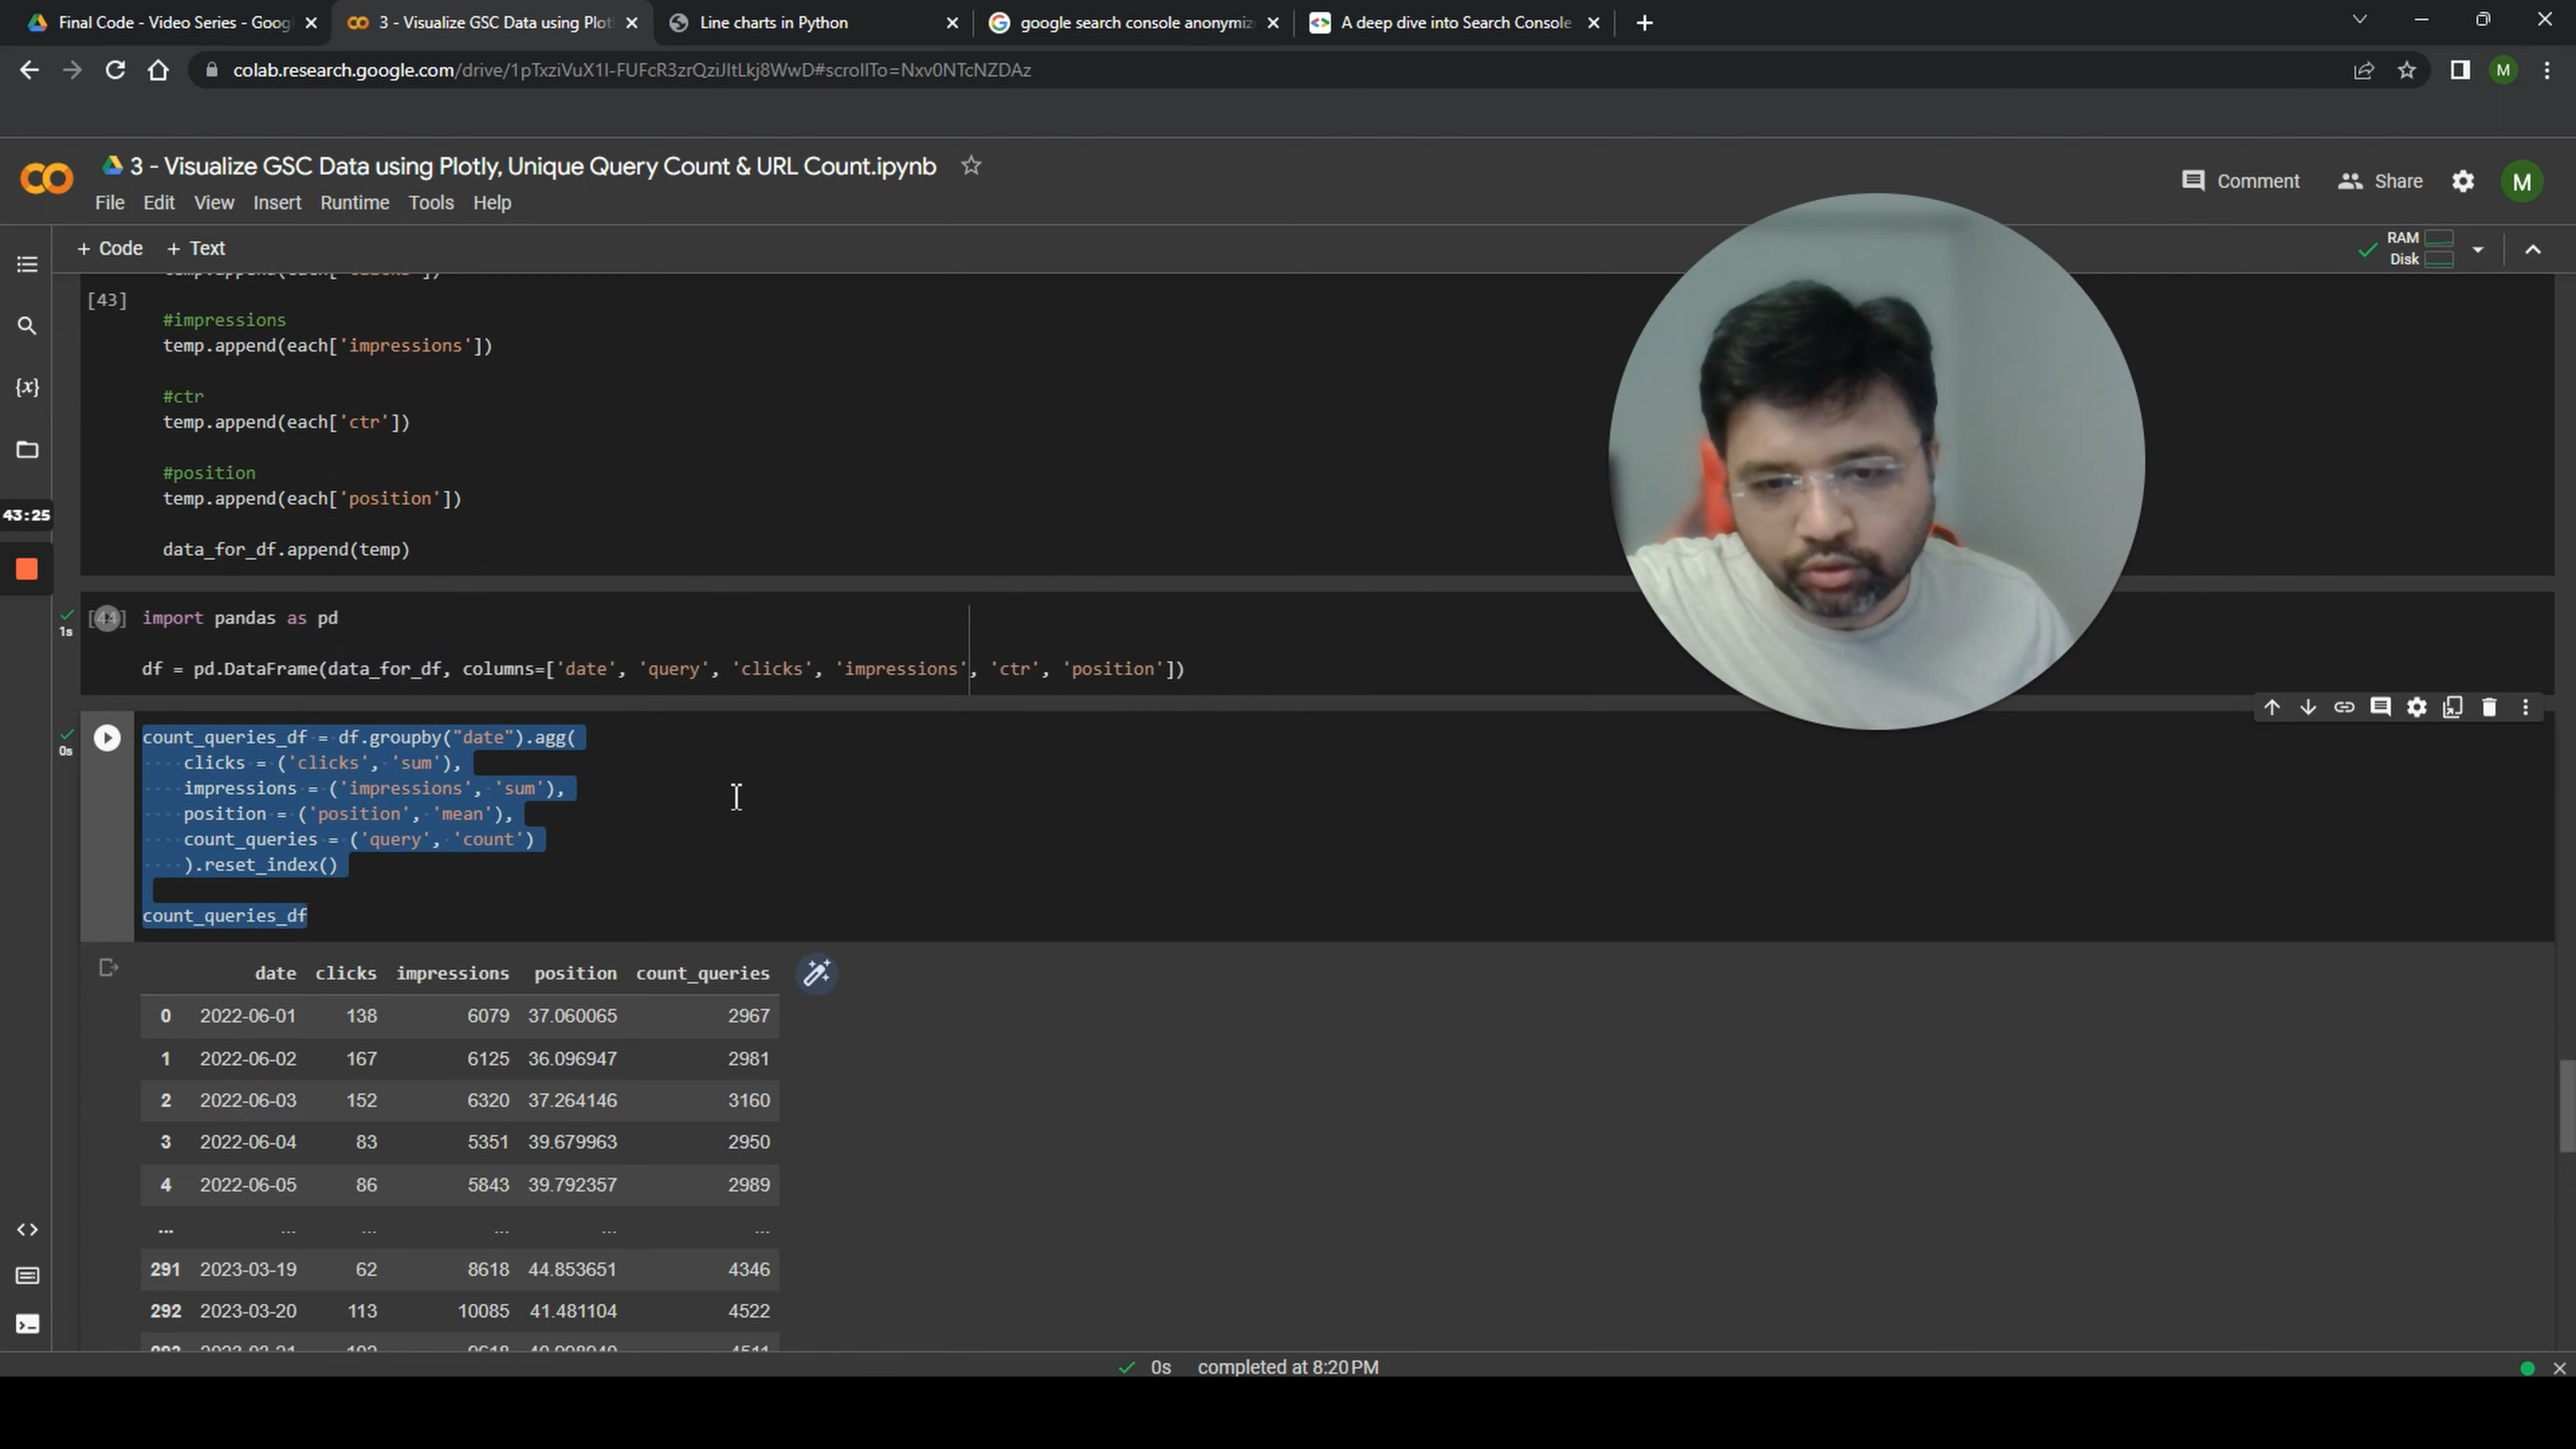 Final Code - Video Series - Goog
3 - Visualize GSC Data using Plot
Line charts in Python
google search console anonymiz
A deep dive into Search Console
colab.research.google.com/drive/1pTxziVuX1I-FUFcR3zrQziJItLkj8WwD#scrollTo=Nxv0NTcNZDAz
M
3 - Visualize GSC Data using Plotly, Unique Query Count & URL Count.ipynb
File Edit View Insert Runtime Tools Help
Comment
Share
M
+ Code + Text
RAM
Disk
[43]
#impressions
temp.append(each['impressions'])
#ctr
temp.append(each['ctr'])
#position
temp.append(each['position'])
data_for_df.append(temp)
43:25
1s
[44] import pandas as pd
df = pd.DataFrame(data_for_df, columns=['date', 'query', 'clicks', 'impressions', 'ctr', 'position'])
0s
count_queries_df = df.groupby("date").agg(
clicks = ('clicks', 'sum'),
impressions = ('impressions', 'sum'),
position = ('position', 'mean'),
count_queries = ('query', 'count')
).reset_index()
count_queries_df
date clicks impressions position count_queries
0 2022-06-01 138 6079 37.060065 2967
1 2022-06-02 167 6125 36.096947 2981
2 2022-06-03 152 6320 37.264146 3160
3 2022-06-04 83 5351 39.679963 2950
4 2022-06-05 86 5843 39.792357 2989
... ... ... ... ... ...
291 2023-03-19 62 8618 44.853651 4346
292 2023-03-20 113 10085 41.481104 4522
0s completed at 8:20 PM